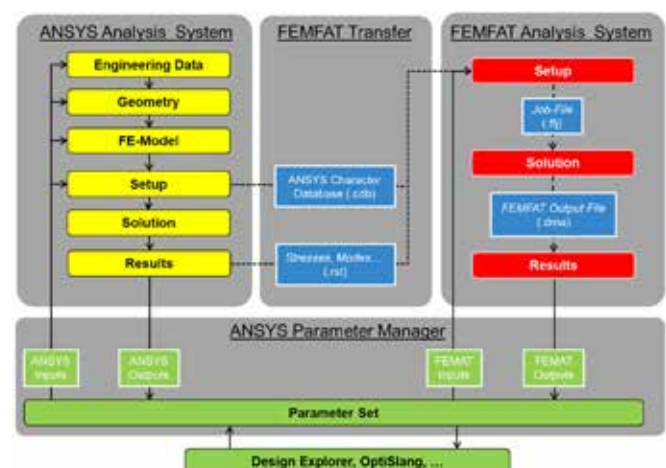 ANSYS Analysis System
FEMFAT Transfer
FEMFAT Analysis System
Engineering Data
Geometry
FE-Model
Setup
Solution
Results
ANSYS Character
Database (.cdb)
Stresses, Modes...
(.rst)
Setup
Job-File
(.ffj)
Solution
FEMFAT Output File
(.dma)
Results
ANSYS Parameter Manager
ANSYS
Inputs
ANSYS
Outputs
FEMAT
Inputs
FEMAT
Outputs
Parameter Set
Design Explorer, OptiSlang, ...